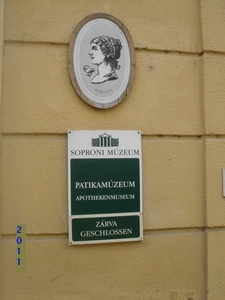 SOPRONI MÚZEUM
PATIKAMÚZEUM
APOTHEKENMUSEUM
ZÁRVA
GESCHLOSSEN
2011